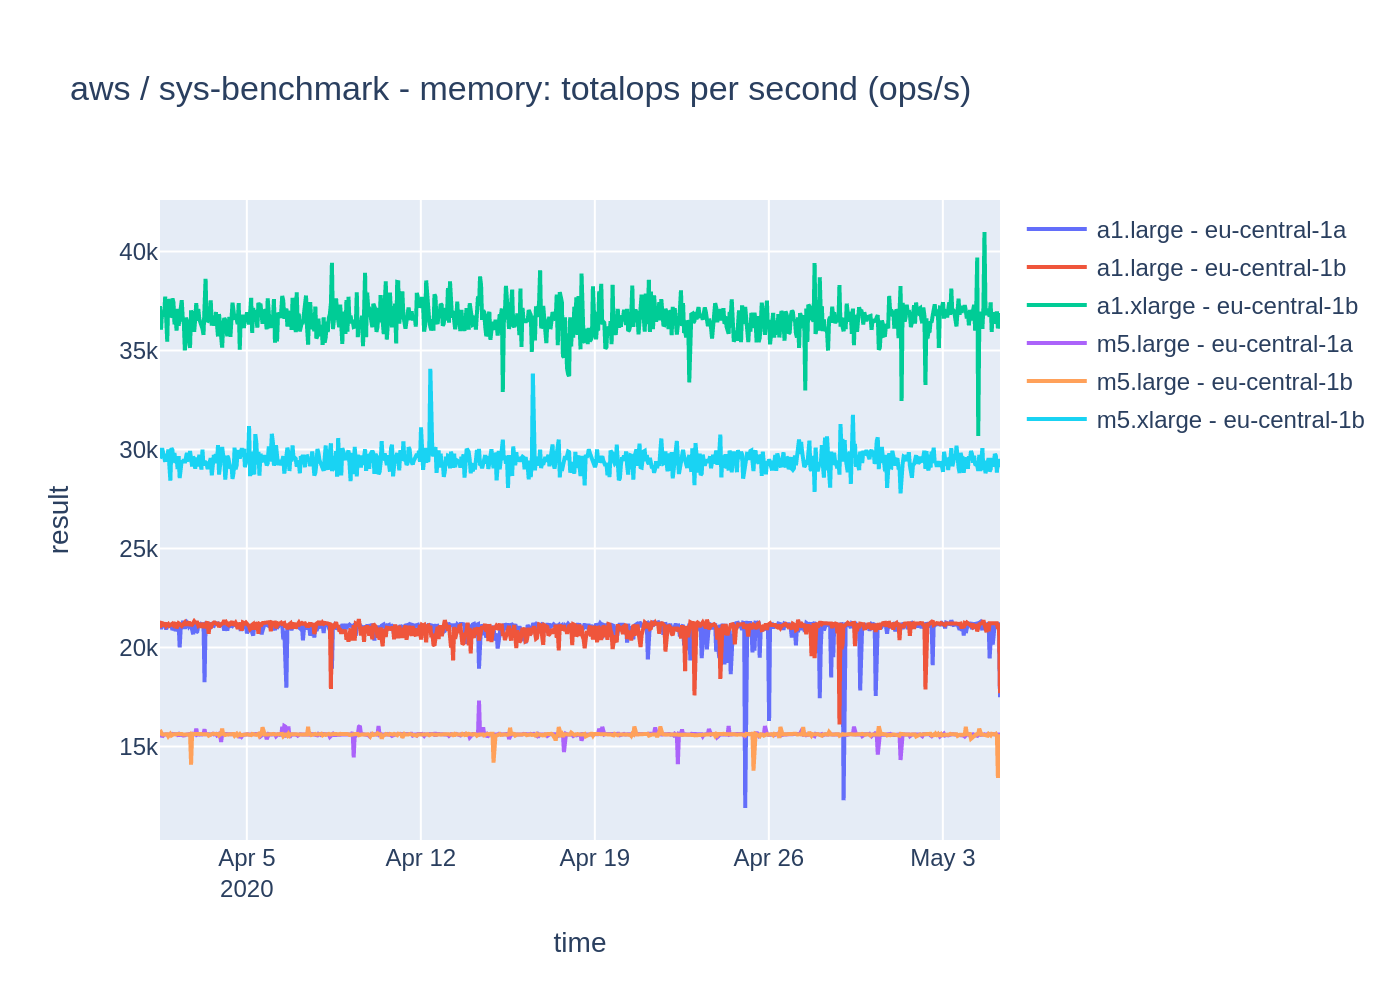 aws / sys-benchmark - memory: totalops per second (ops/s)
40k
35k
30k
25k
20k
15k
result
Apr 5
2020
Apr 12
Apr 19
Apr 26
May 3
time
a1.large - eu-central-1a
a1.large - eu-central-1b
a1.xlarge - eu-central-1b
m5.large - eu-central-1a
m5.large - eu-central-1b
m5.xlarge - eu-central-1b